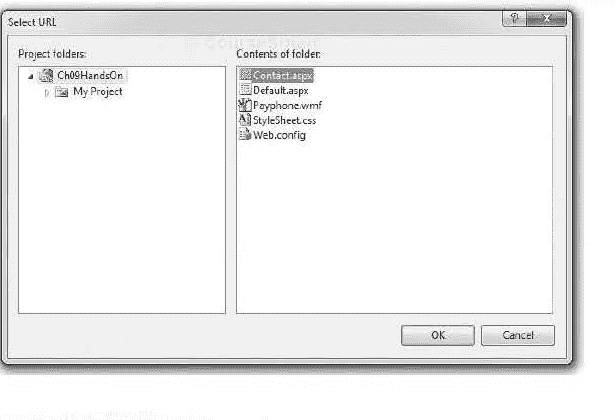 Select URL
Project folders:
Contents of folder:
Ch09HandsOn
My Project
Contact.aspx
Default.aspx
Payphone.wmf
StyleSheet.css
Web.config
OK
Cancel